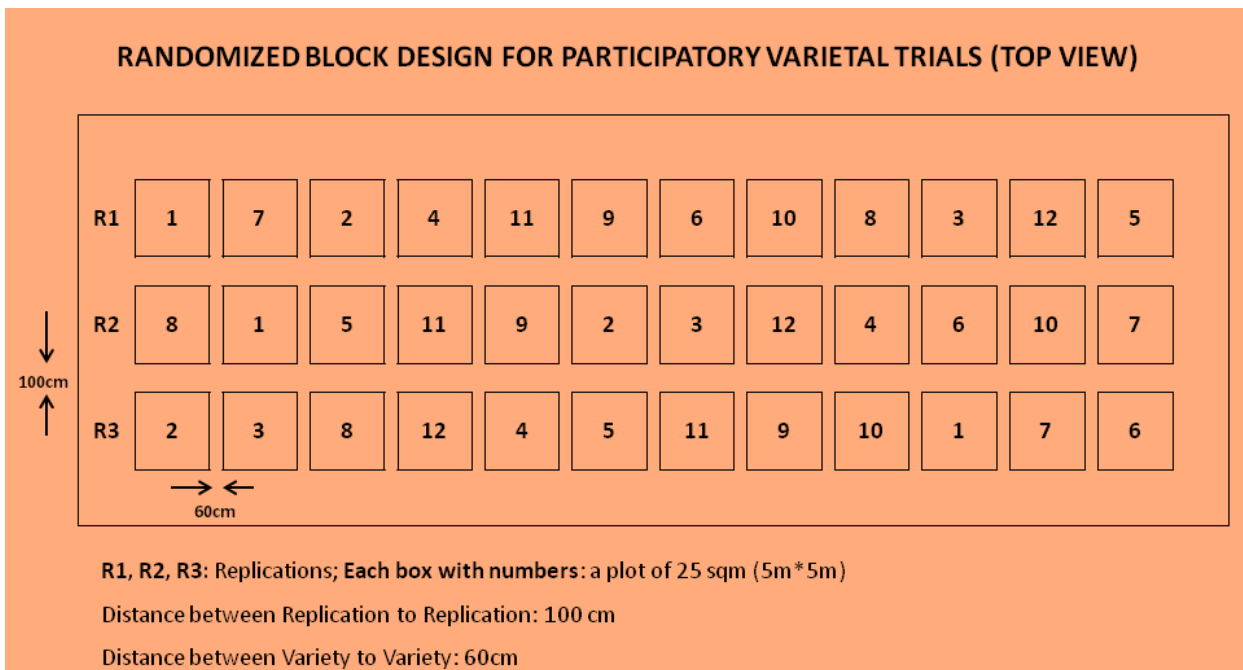 RANDOMIZED BLOCK DESIGN FOR PARTICIPATORY VARIETAL TRIALS (TOP VIEW)
R1 1 7 2 4 11 9 6 10 8 3 12 5
R2 8 1 5 11 9 2 3 12 4 6 10 7
100cm
R3 2 3 8 12 4 5 11 9 10 1 7 6
60cm
R1, R2, R3: Replications; Each box with numbers: a plot of 25 sqm (5m*5m)
Distance between Replication to Replication: 100 cm
Distance between Variety to Variety: 60cm